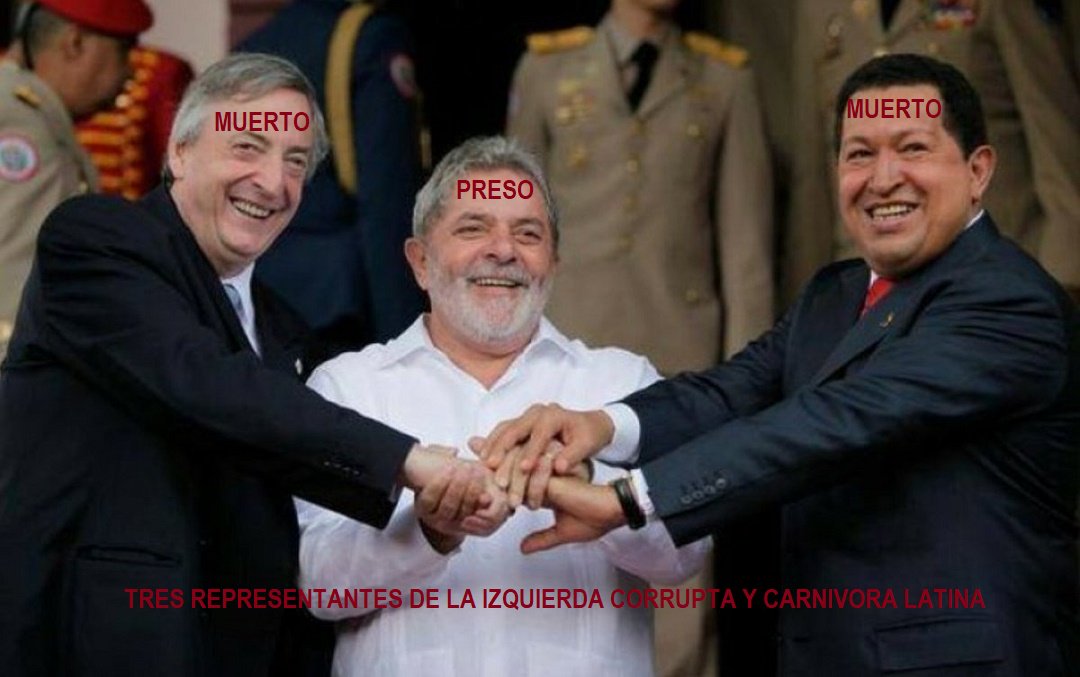 MUERTO
PRESO
MUERTO
TRES REPRESENTANTES DE LA IZQUIERDA CORRUPTA Y CARNIVORA LATINA